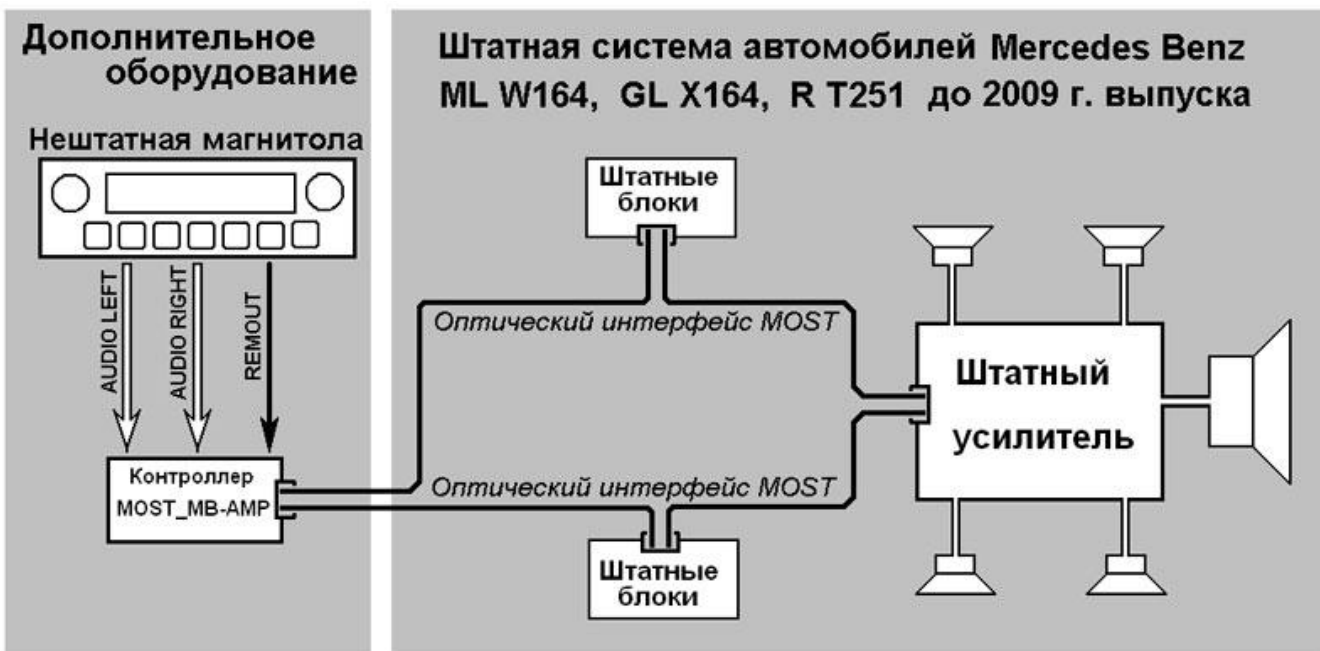 Дополнительное
оборудование
Штатная система автомобилей Mercedes Benz
ML W164, GL X164, R T251 до 2009 г. выпуска
Нештатная магнитола
AUDIO LEFT
AUDIO RIGHT
REMOUT
Контроллер
MOST_MB-AMP
Штатные
блоки
Оптический интерфейс MOST
Оптический интерфейс MOST
Штатные
блоки
Штатный
усилитель